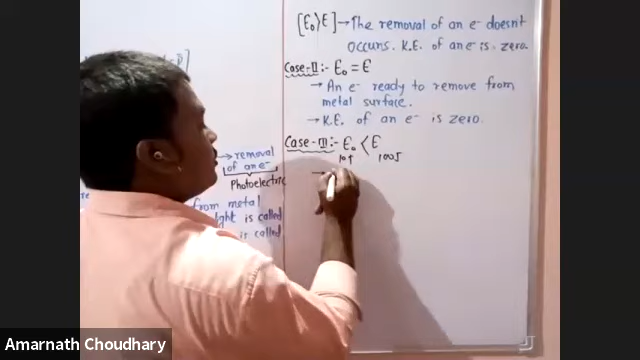 [E₀⟩E] → The removal of an e⁻ doesn't
occurs. K.E. of an e⁻ is zero.
Case-II :- E₀ = E
→ An e⁻ ready to remove from
metal surface.
→ K.E. of an e⁻ is zero.
Case-III :- E₀ < E
100J
→
→ removal
of an e⁻
Photoelectric
from metal
light is called
is called
Amarnath Choudhary